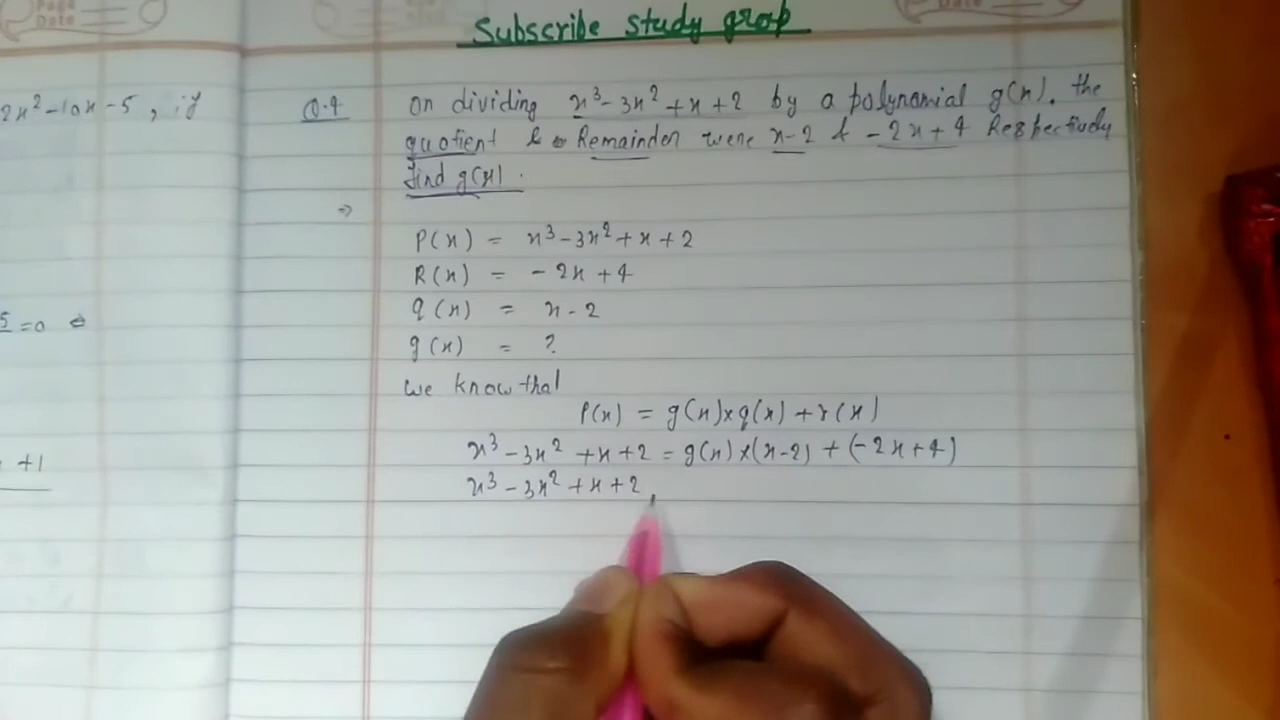 Subscribe study grop
2x² - 10x - 5, if
5 = 0
+1
Q.4 On dividing x³ - 3x² + x + 2 by a polynomial g(x). the
quotient & Remainder were x-2 & -2x+4 Respectively
find g(x).
⇒
P(x) = x³ - 3x² + x + 2
R(x) = - 2x + 4
q(x) = x - 2
g(x) = ?
we know that
P(x) = g(x) x q(x) + r(x)
x³ - 3x² + x + 2 = g(x) x (x-2) + (-2x+4)
x³ - 3x² + x + 2